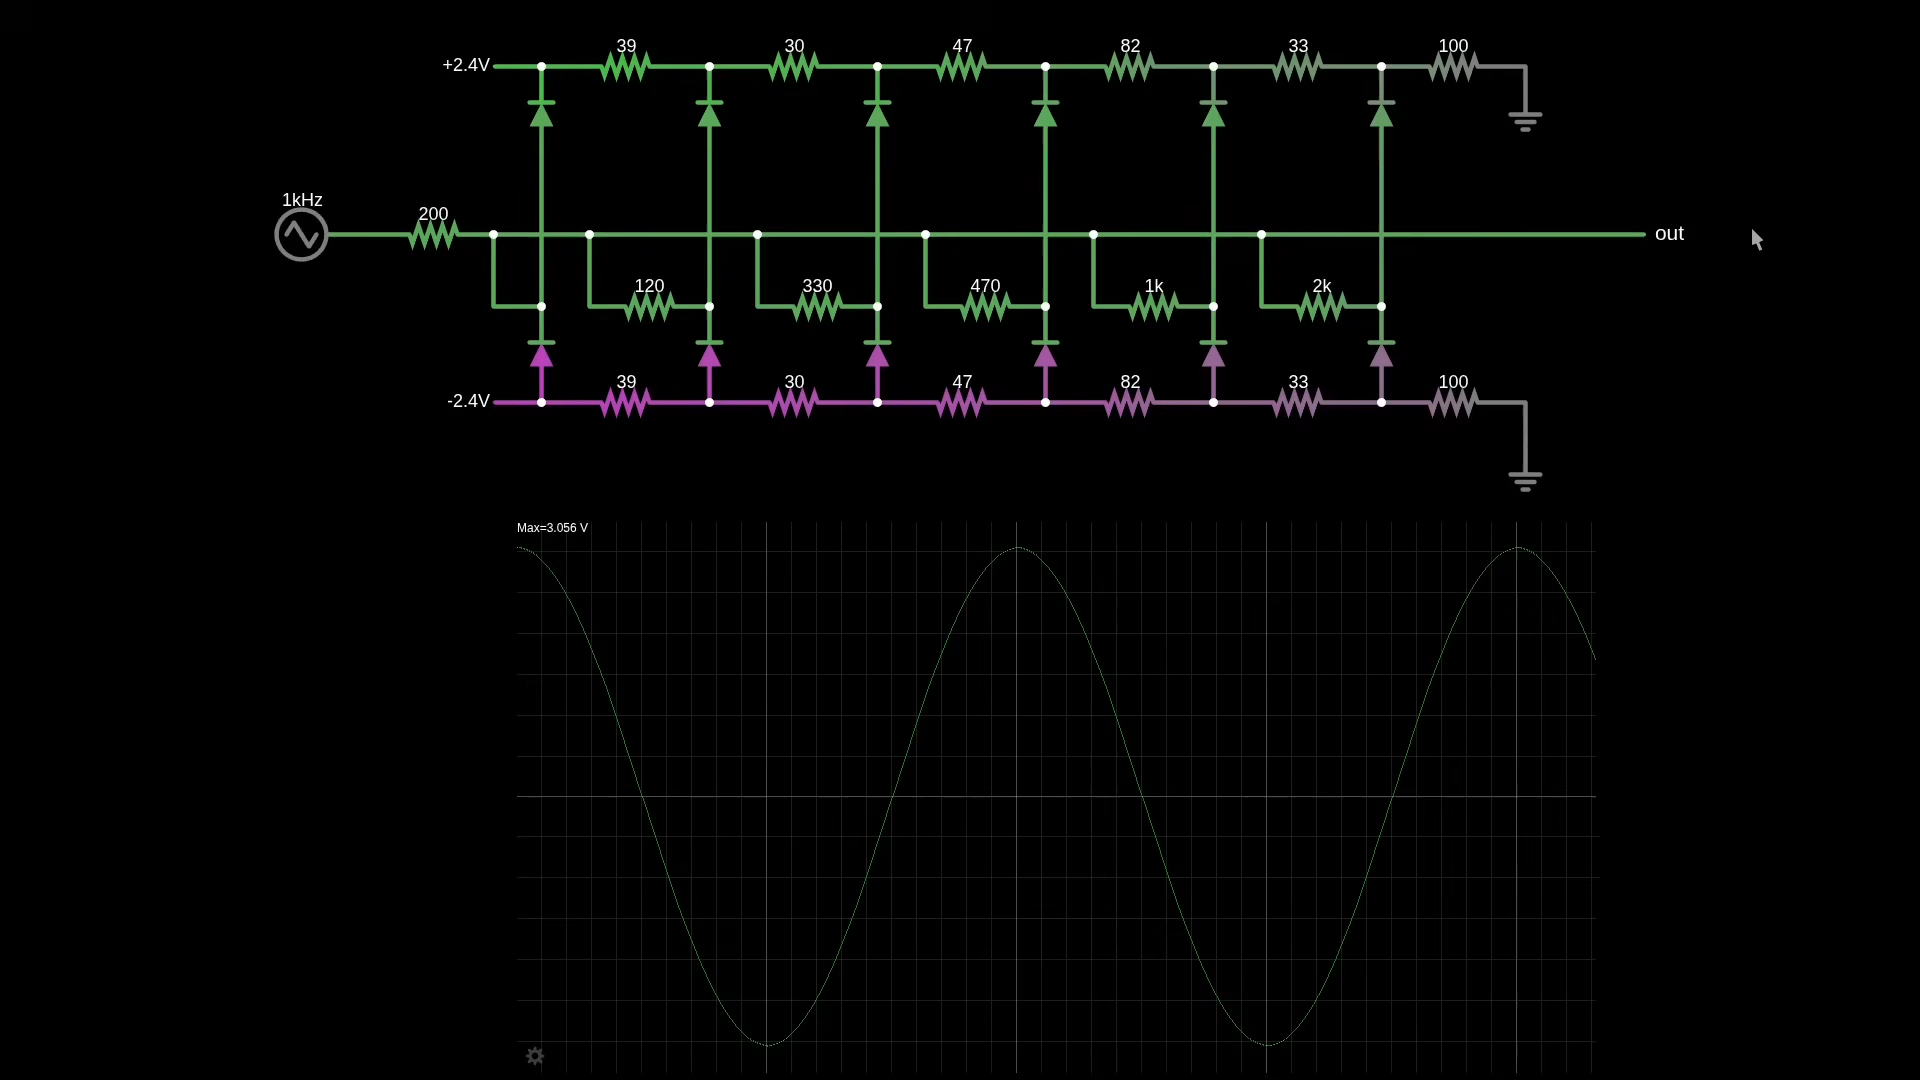 39 30 47 82 33 100
+2.4V
1kHz
200
out
120 330 470 1k 2k
39 30 47 82 33 100
-2.4V
Max=3.056 V